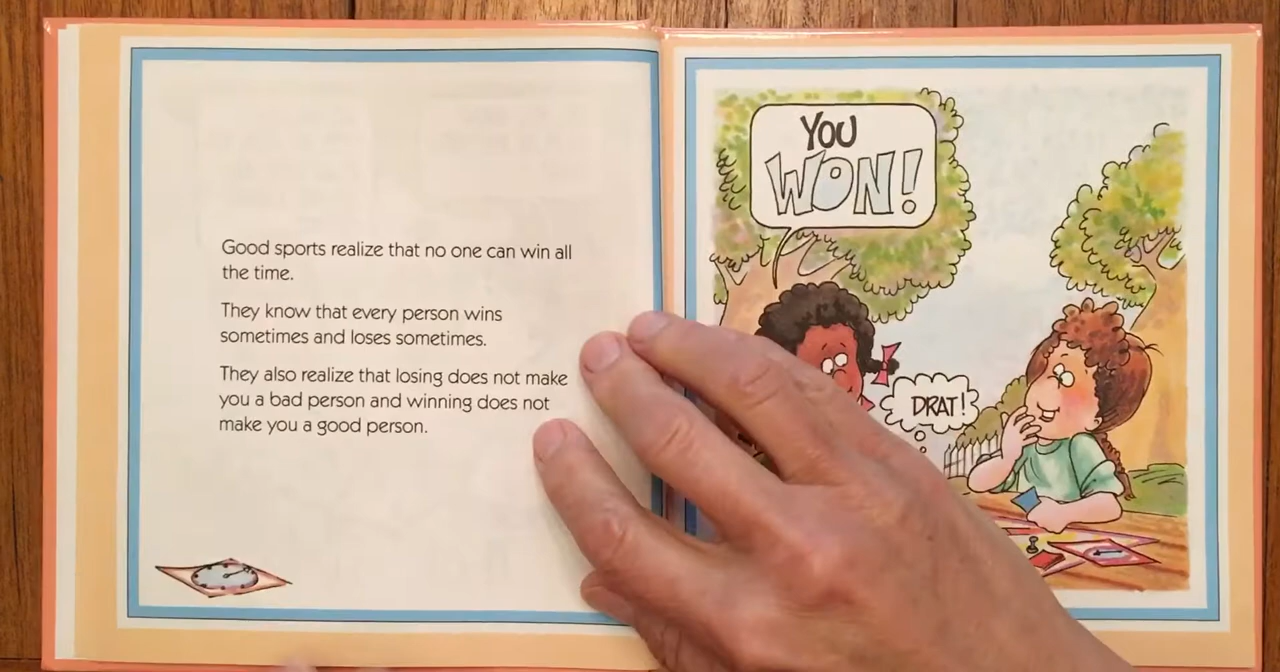 Good sports realize that no one can win all
the time.
They know that every person wins
sometimes and loses sometimes.
They also realize that losing does not make
you a bad person and winning does not
make you a good person.
YOU
WON!
DRAT!